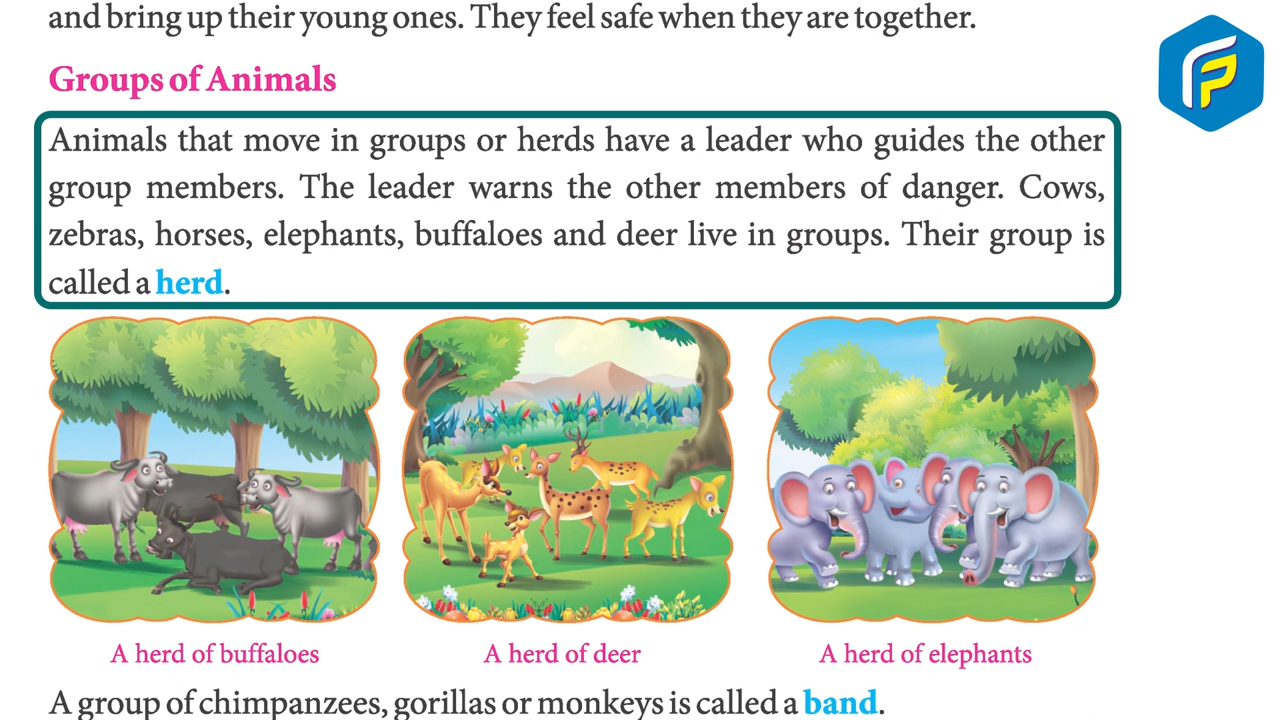 and bring up their young ones. They feel safe when they are together.
Groups of Animals
Animals that move in groups or herds have a leader who guides the other
group members. The leader warns the other members of danger. Cows,
zebras, horses, elephants, buffaloes and deer live in groups. Their group is
called a herd.
A herd of buffaloes
A herd of deer
A herd of elephants
A group of chimpanzees, gorillas or monkeys is called a band.